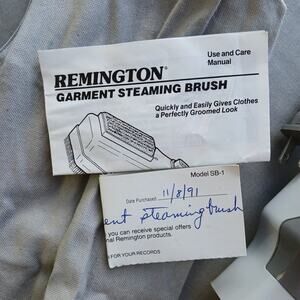 Use and Care
Manual
REMINGTON®
GARMENT STEAMING BRUSH
Quickly and Easily Gives Clothes
a Perfectly Groomed Look
Model SB-1
Date Purchased 11/8/91
ent steaming brush
you can receive special offers
nal Remington products.
FOR YOUR RECORDS